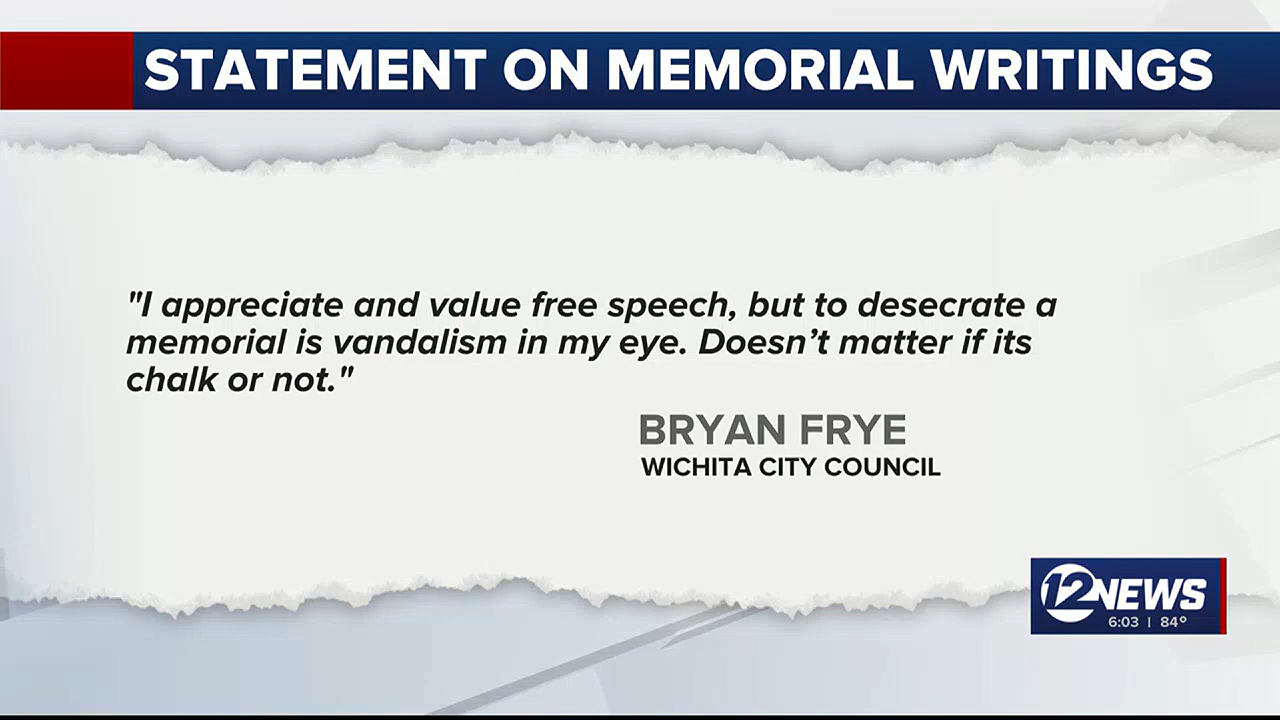 STATEMENT ON MEMORIAL WRITINGS
"I appreciate and value free speech, but to desecrate a
memorial is vandalism in my eye. Doesn’t matter if its
chalk or not."
BRYAN FRYE
WICHITA CITY COUNCIL
12NEWS
6:03 | 84°